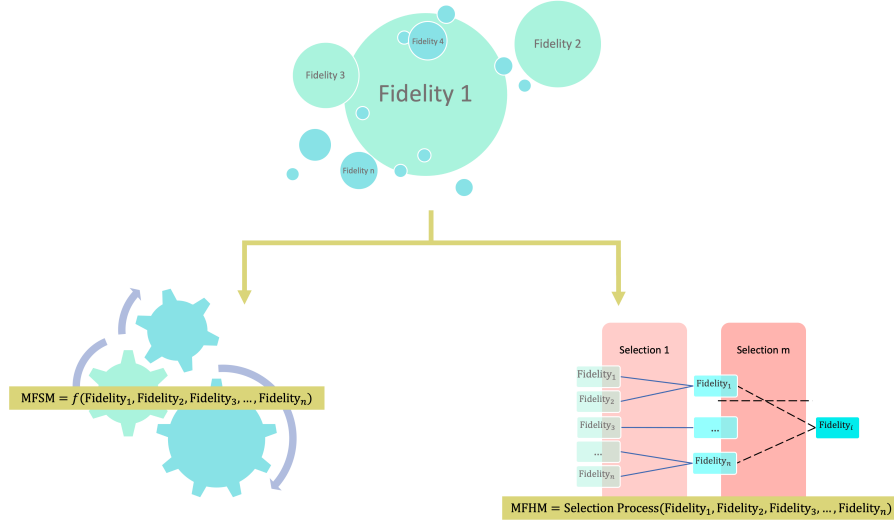 Fidelity 4
Fidelity 2
Fidelity 3
Fidelity 1
Fidelity n
Selection 1
Selection m
Fidelity₁
Fidelity₁
Fidelity₂
Fidelity₃
...
Fidelityᵢ
...
Fidelityₙ
Fidelityₙ
MFSM = f(Fidelity₁, Fidelity₂, Fidelity₃, ..., Fidelityₙ)
MFHM = Selection Process(Fidelity₁, Fidelity₂, Fidelity₃, ..., Fidelityₙ)